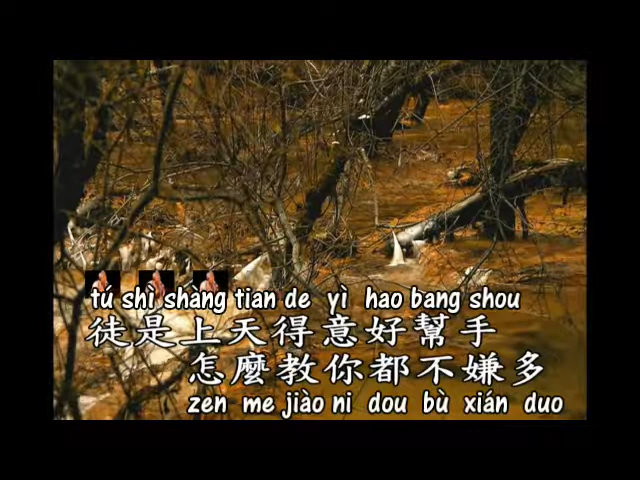 tú shì shàng tian de yì hao bang shou
徒是上天得意好幫手
怎麼教你都不嫌多
zen me jiào ni dou bù xián duo